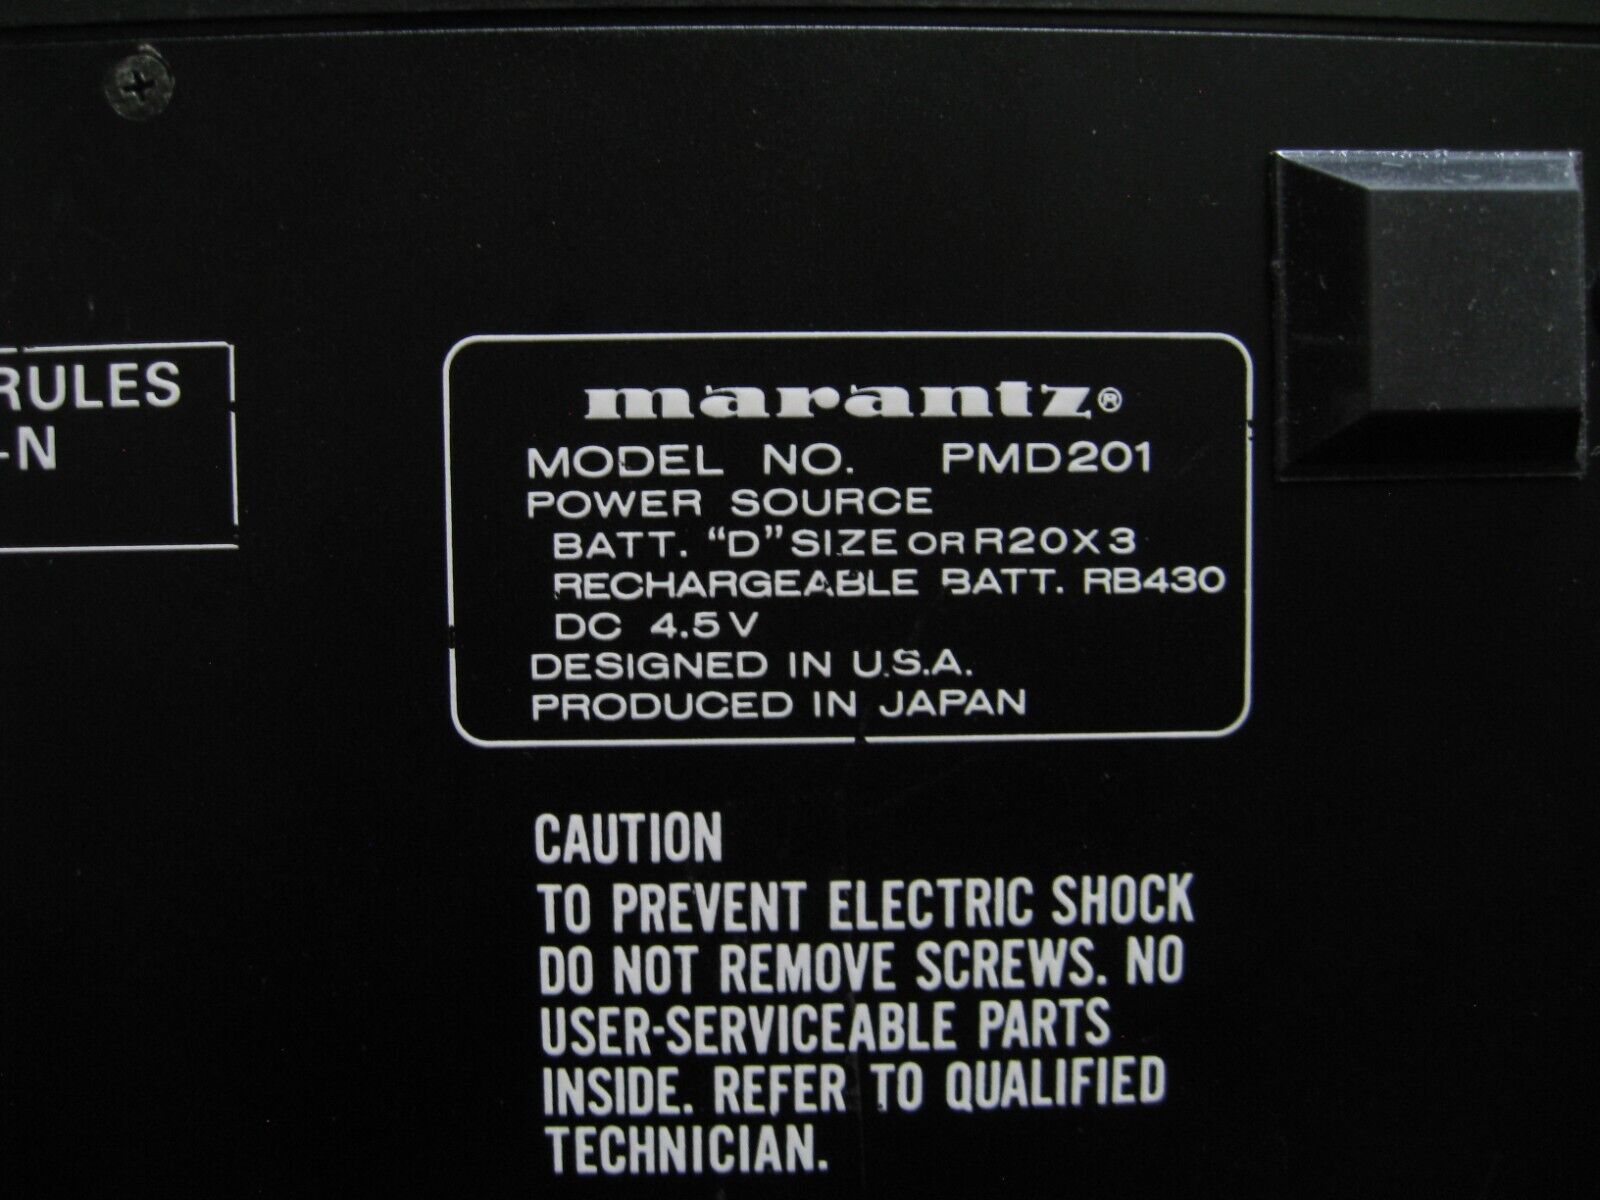 RULES
-N
marantz®
MODEL NO. PMD201
POWER SOURCE
BATT. “D” SIZE OR R20X3
RECHARGEABLE BATT. RB430
DC 4.5V
DESIGNED IN U.S.A.
PRODUCED IN JAPAN
CAUTION
TO PREVENT ELECTRIC SHOCK
DO NOT REMOVE SCREWS. NO
USER-SERVICEABLE PARTS
INSIDE. REFER TO QUALIFIED
TECHNICIAN.